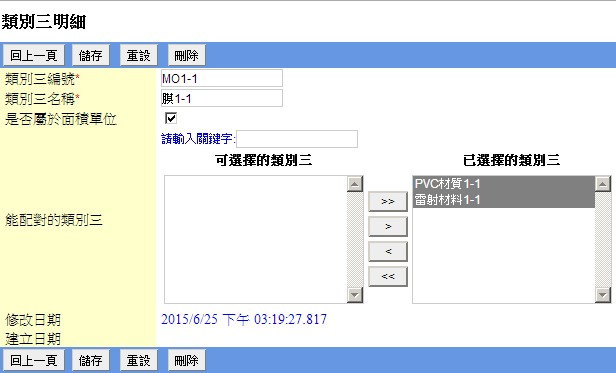 類別三明細
回上一頁 儲存 重設 刪除
類別三編號* MO1-1
類別三名稱* 膜1-1
是否屬於面積單位
請輸入關鍵字:
可選擇的類別三 已選擇的類別三
PVC材質1-1
>>
雷射材料1-1
>
能配對的類別三
<
<<
修改日期 2015/6/25 下午 03:19:27.817
建立日期
回上一頁 儲存 重設 刪除